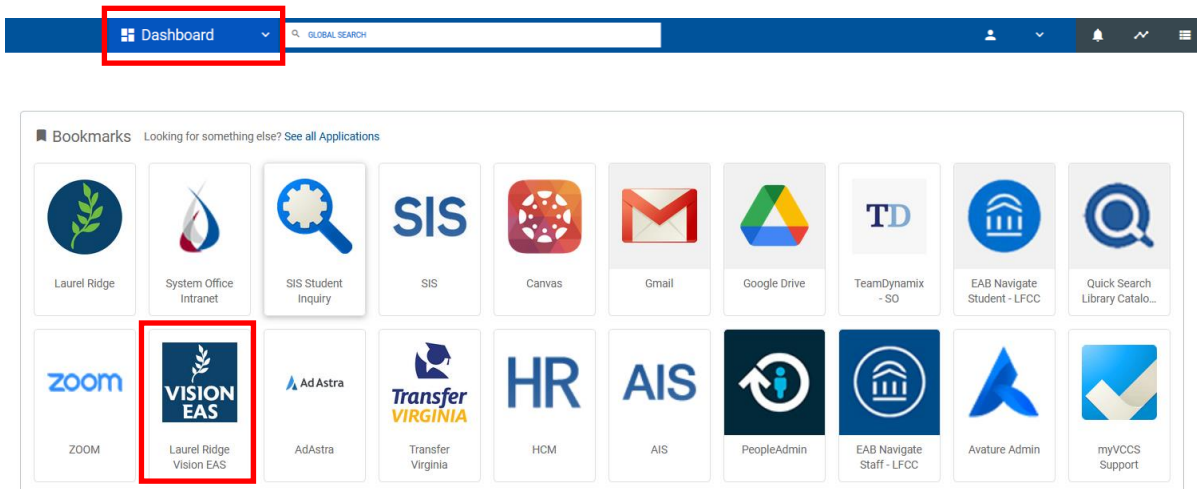 Dashboard
GLOBAL SEARCH
Bookmarks Looking for something else? See all Applications
SIS
TD
Laurel Ridge
System Office
Intranet
SIS Student
Inquiry
SIS
Canvas
Gmail
Google Drive
TeamDynamix
- SO
EAB Navigate
Student - LFCC
Quick Search
Library Catalo...
zoom
VISION
EAS
Ad Astra
Transfer
VIRGINIA
HR
AIS
ZOOM
Laurel Ridge
Vision EAS
AdAstra
Transfer
Virginia
HCM
AIS
PeopleAdmin
EAB Navigate
Staff - LFCC
Avature Admin
myVCCS
Support